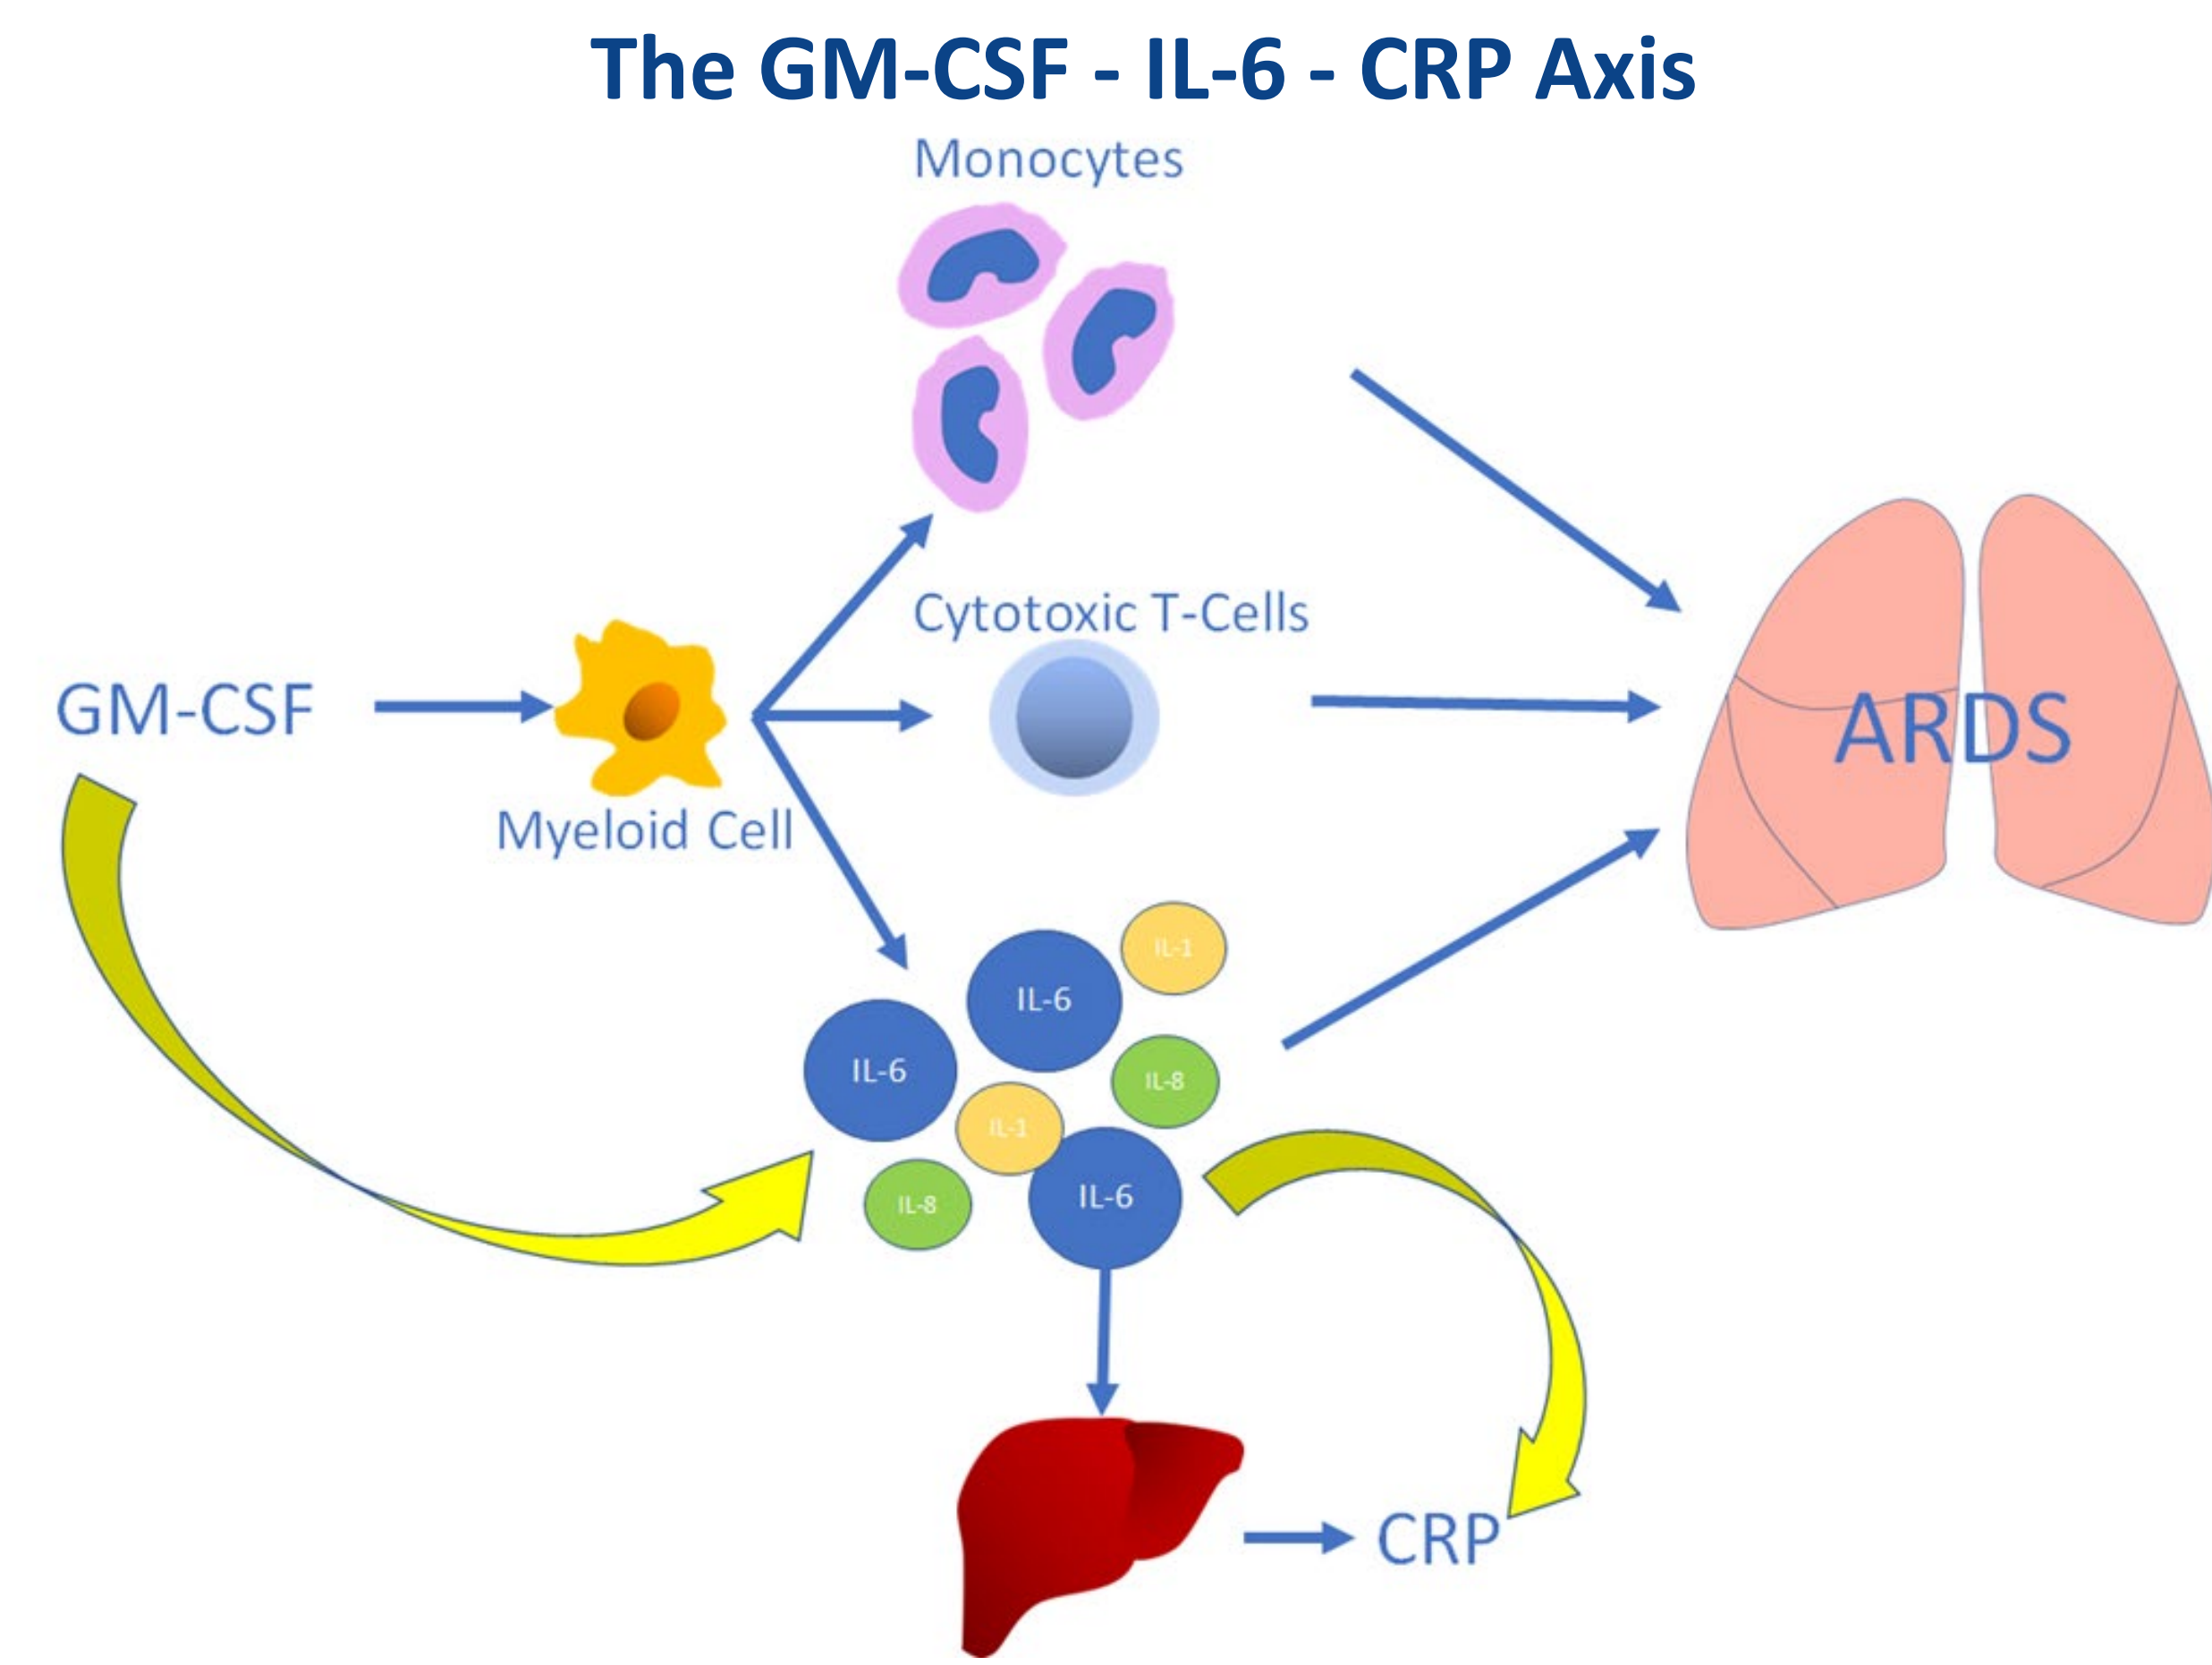 The GM-CSF - IL-6 - CRP Axis
Monocytes
Cytotoxic T-Cells
GM-CSF
ARDS
Myeloid Cell
IL-1
IL-6
IL-6
IL-8
IL-1
IL-6
IL-8
CRP